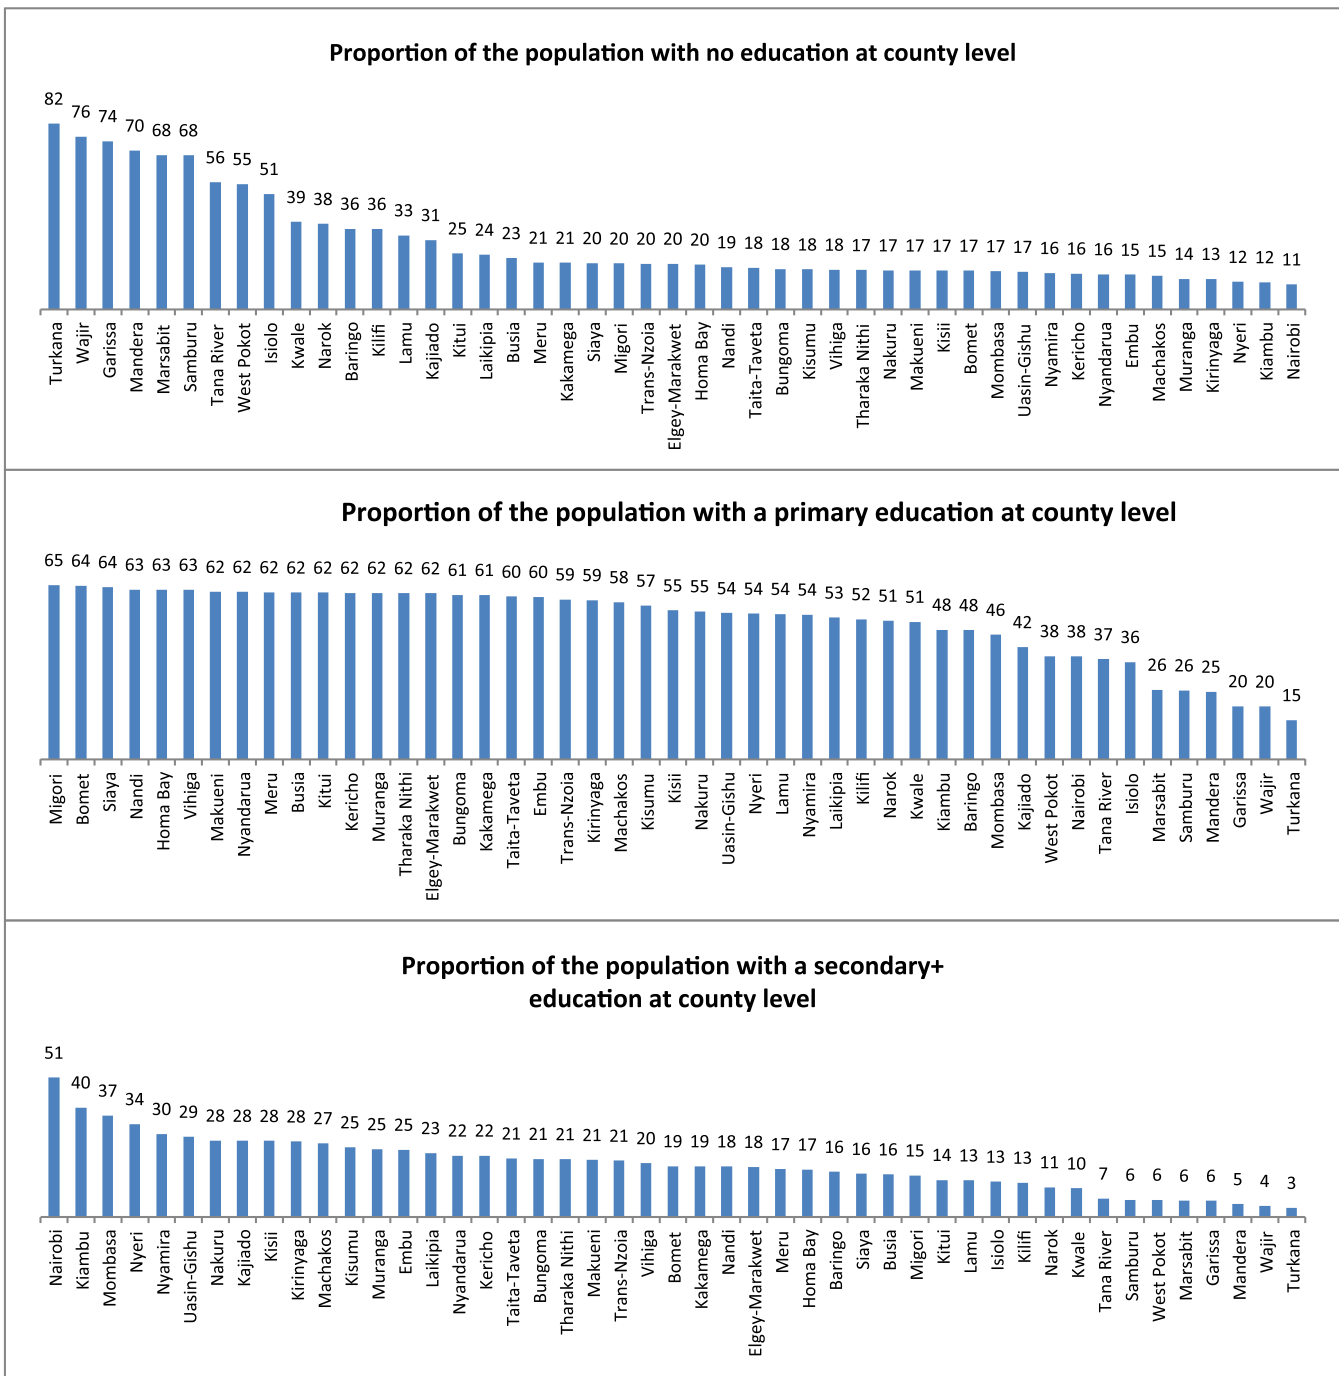 Proportion of the population with no education at county level
82 76 74 70 68 68 56 55 51 39 38 36 36 33 31 25 24 23 21 21 20 20 20 20 20 19 18 18 18 18 17 17 17 17 17 17 17 16 16 16 15 15 14 13 12 12 11
Turkana Wajir Garissa Mandera Marsabit Samburu Tana River West Pokot Isiolo Kwale Narok Baringo Kilifi Lamu Kajiado Kitui Laikipia Busia Meru Kakamega Siaya Migori Trans-Nzoia Elgey-Marakwet Homa Bay Nandi Taita-Taveta Bungoma Kisumu Vihiga Tharaka Nithi Nakuru Makueni Kisii Bomet Mombasa Uasin-Gishu Nyamira Kericho Nyandarua Embu Machakos Muranga Kirinyaga Nyeri Kiambu Nairobi
Proportion of the population with a primary education at county level
65 64 64 63 63 63 62 62 62 62 62 62 62 62 62 61 61 60 60 59 59 58 57 55 55 54 54 54 54 53 52 51 51 48 48 46 42 38 38 37 36 26 26 25 20 20 15
Migori Bomet Siaya Nandi Homa Bay Vihiga Makueni Nyandarua Meru Busia Kitui Kericho Muranga Tharaka Nithi Elgey-Marakwet Bungoma Kakamega Taita-Taveta Embu Trans-Nzoia Kirinyaga Machakos Kisumu Kisii Nakuru Uasin-Gishu Nyeri Lamu Nyamira Laikipia Kilifi Narok Kwale Kiambu Baringo Mombasa Kajiado West Pokot Nairobi Tana River Isiolo Marsabit Samburu Mandera Garissa Wajir Turkana
Proportion of the population with a secondary+
education at county level
51 40 37 34 30 29 28 28 28 28 27 25 25 25 23 22 22 21 21 21 21 21 20 19 19 18 18 17 17 16 16 16 15 14 13 13 13 11 10 7 6 6 6 6 5 4 3
Nairobi Kiambu Mombasa Nyeri Nyamira Uasin-Gishu Nakuru Kajiado Kisii Kirinyaga Machakos Kisumu Muranga Embu Laikipia Nyandarua Kericho Taita-Taveta Bungoma Tharaka Nithi Makueni Trans-Nzoia Vihiga Bomet Kakamega Nandi Elgey-Marakwet Meru Homa Bay Baringo Siaya Busia Migori Kitui Lamu Isiolo Kilifi Narok Kwale Tana River Samburu West Pokot Marsabit Garissa Mandera Wajir Turkana